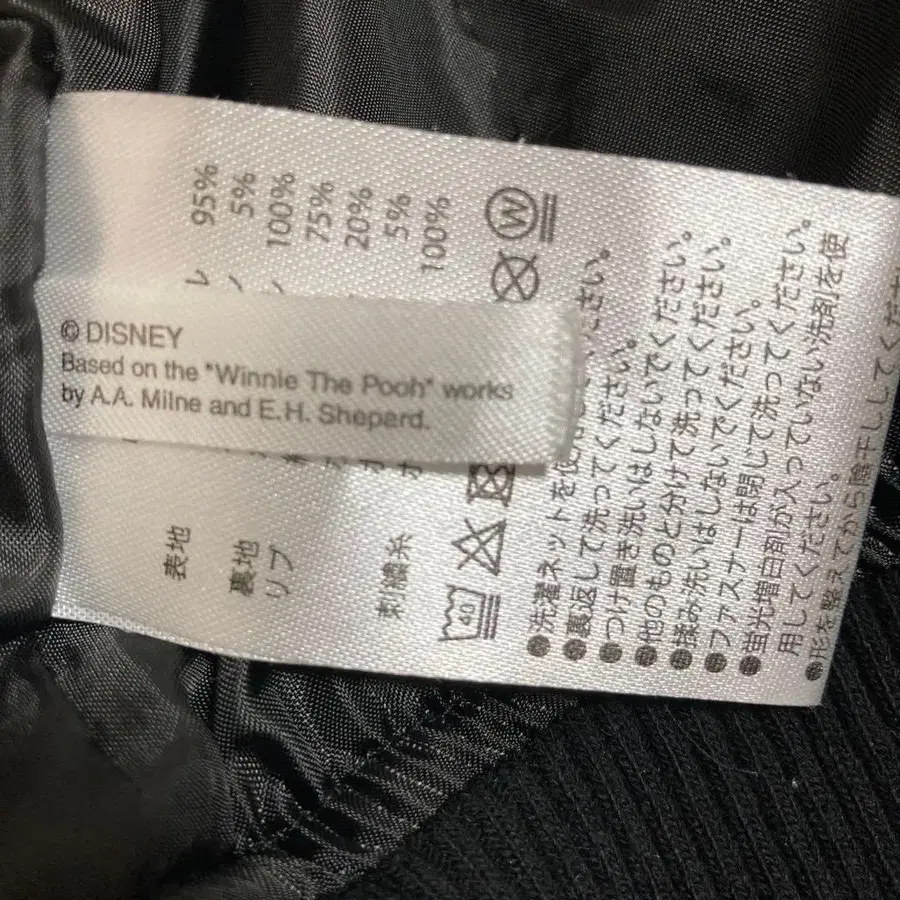 © DISNEY
Based on the "Winnie The Pooh" works
by A.A. Milne and E.H. Shepard.
表地
95%
5%
裏地
100%
リフ
75%
20%
5%
刺繍糸
100%
40
W
●洗濯ネットを使 ください。
●裏返して洗ってください。
●つけ置き洗いはしないでください。
●他のものと分けて洗ってください。
●揉み洗いはしないでください。
●ファスナーは閉じて洗ってください。
●蛍光増白剤が入っていない洗剤を使
用してください。
●形を整えてから陰干ししてくだ